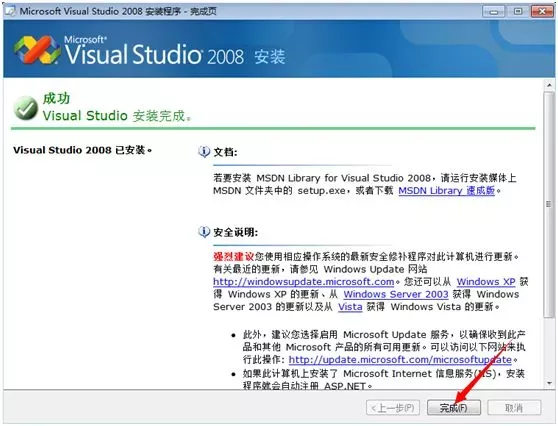 Microsoft Visual Studio 2008 安装程序 - 完成页
Microsoft®
Visual Studio® 2008 安装
成功
Visual Studio 安装完成。
Visual Studio 2008 已安装。
文档:
若要安装 MSDN Library for Visual Studio 2008，请运行安装媒体上
MSDN 文件夹中的 setup.exe，或者下载 MSDN Library 速成版。
安全说明:
强烈建议您使用相应操作系统的最新安全修补程序对此计算机进行更新。
有关最近的更新，请参见 Windows Update 网站
http://windowsupdate.microsoft.com。您还可以从 Windows XP 获
得 Windows XP 的更新、从 Windows Server 2003 获得 Windows
Server 2003 的更新以及从 Vista 获得 Windows Vista 的更新。
• 此外，建议您选择启用 Microsoft Update 服务，以确保收到此产
品和其他 Microsoft 产品的所有可用更新。可以访问以下网站来执
行此操作: http://update.microsoft.com/microsoftupdate。
• 如果此计算机上安装了 Microsoft Internet 信息服务(IIS)，安装
程序就会自动注册 ASP.NET。
<上一步(P)
完成(F)
取消